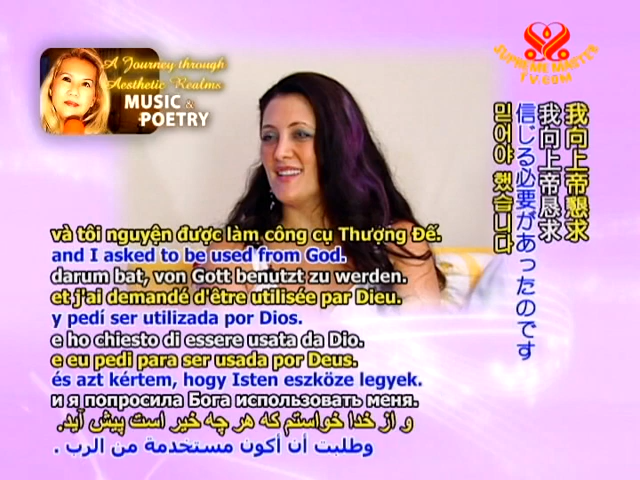 A Journey through
Aesthetic Realms
MUSIC &
POETRY
SUPREME MASTER
TV.COM
我向上帝懇求
我向上帝恳求
信じる必要があったのです
믿어야 했습니다
và tôi nguyện được làm công cụ Thượng Đế.
and I asked to be used from God.
darum bat, von Gott benutzt zu werden.
et j'ai demandé d'être utilisée par Dieu.
y pedí ser utilizada por Dios.
e ho chiesto di essere usata da Dio.
e eu pedi para ser usada por Deus.
és azt kértem, hogy Isten eszköze legyek.
и я попросила Бога использовать меня.
و از خدا خواستم که هر چه خیر است پیش آید.
وطلبت أن أكون مستخدمة من الرب .